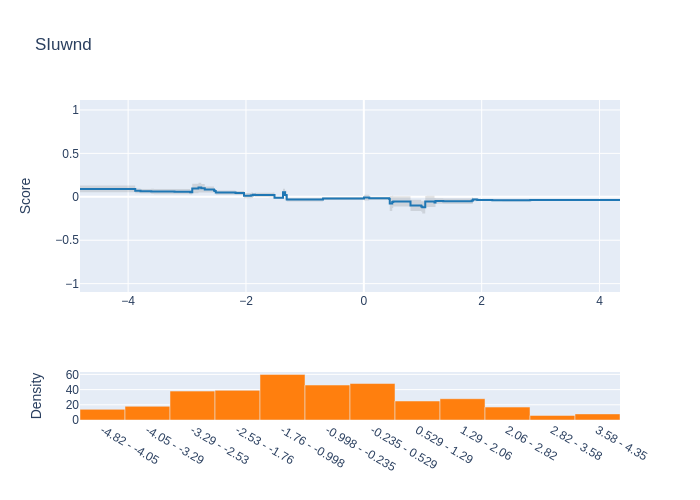 SIuwnd
1
0.5
0
−0.5
−1
Score
−4
−2
0
2
4
60
40
20
0
Density
-4.82 - -4.05
-4.05 - -3.29
-3.29 - -2.53
-2.53 - -1.76
-1.76 - -0.998
-0.998 - -0.235
-0.235 - 0.529
0.529 - 1.29
1.29 - 2.06
2.06 - 2.82
2.82 - 3.58
3.58 - 4.35